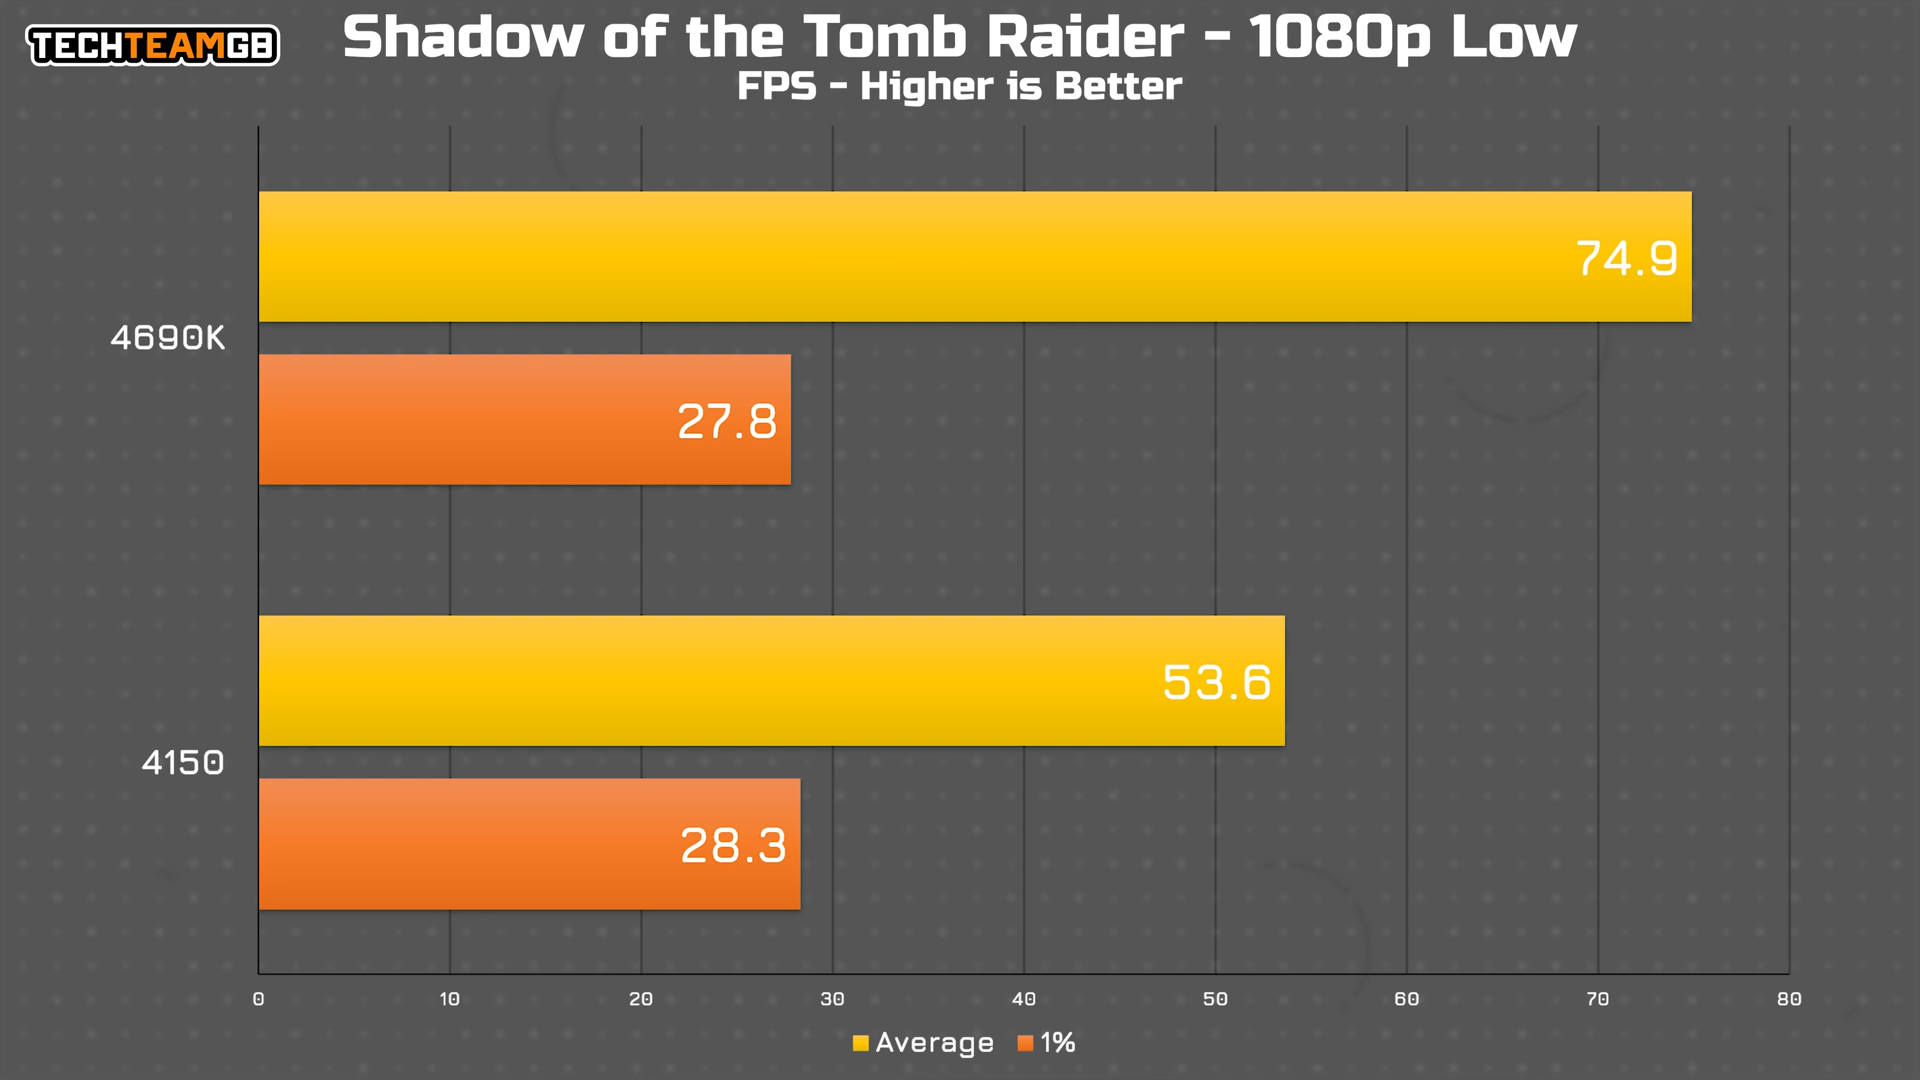 TECHTEAMGB
Shadow of the Tomb Raider - 1080p Low
FPS - Higher is Better
74.9
4690K
27.8
53.6
4150
28.3
0 10 20 30 40 50 60 70 80
Average 1%